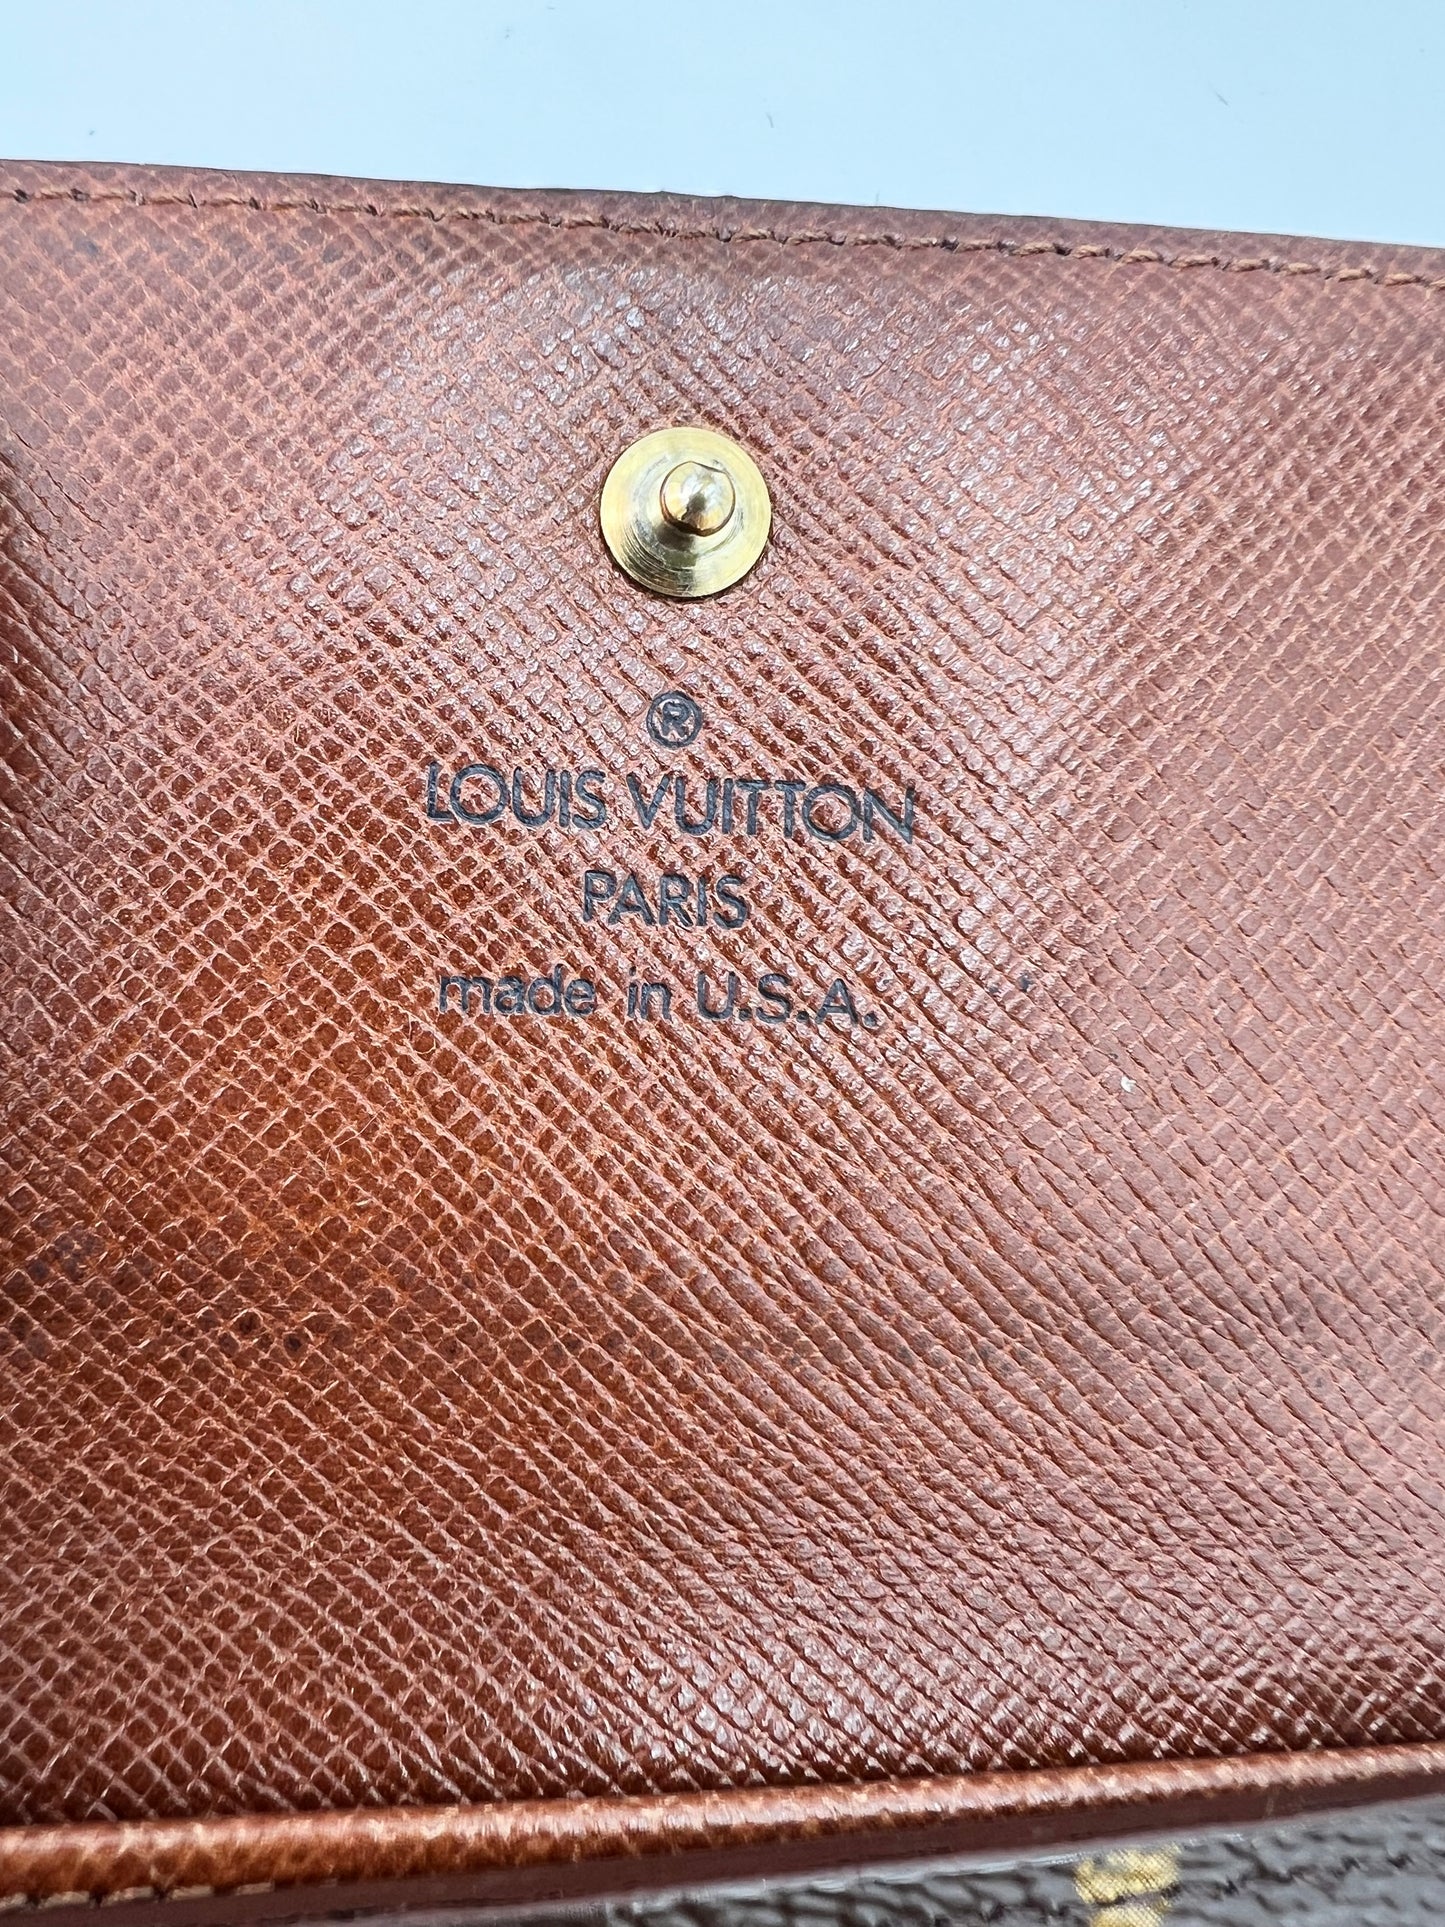 ®
LOUIS VUITTON
PARIS
made in U.S.A.